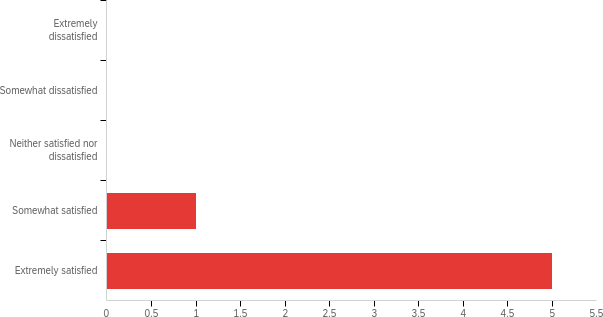 Extremely
dissatisfied
Somewhat dissatisfied
Neither satisfied nor
dissatisfied
Somewhat satisfied
Extremely satisfied
0 0.5 1 1.5 2 2.5 3 3.5 4 4.5 5 5.5